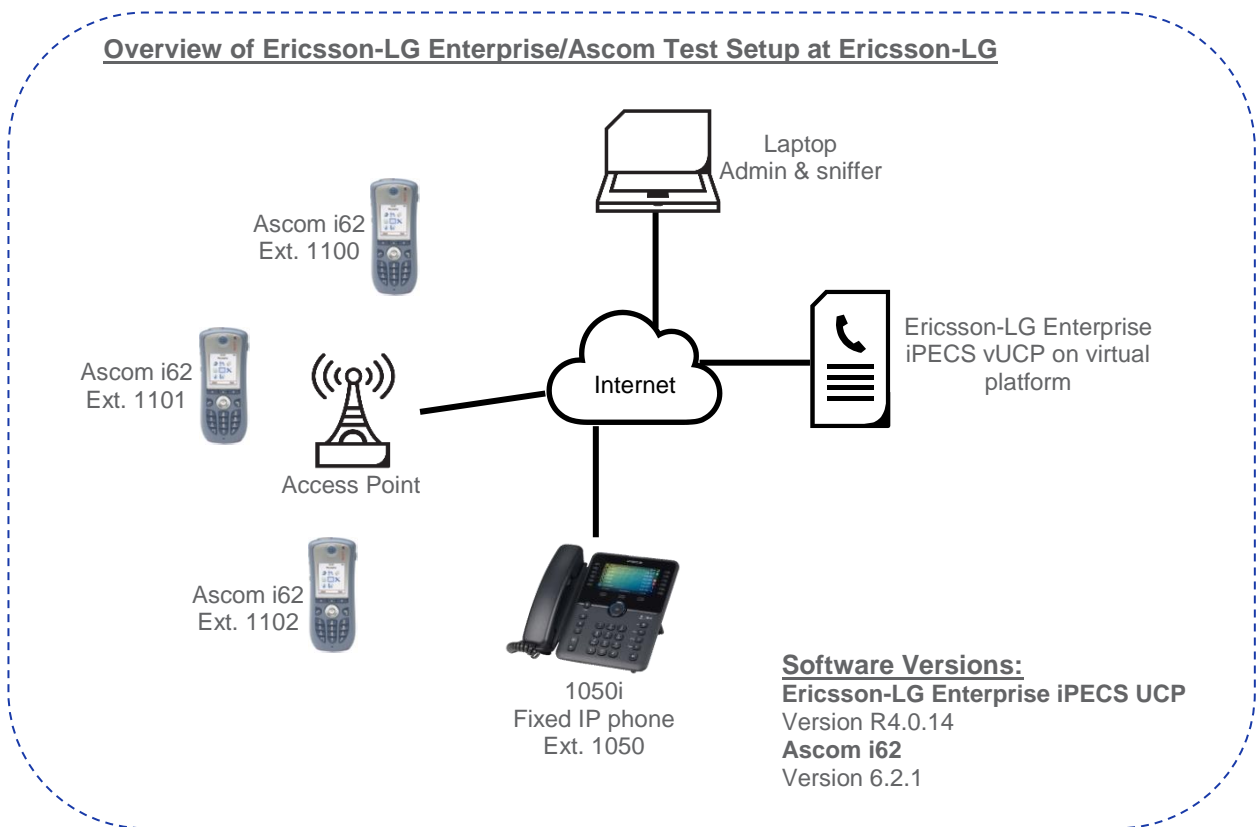 Overview of Ericsson-LG Enterprise/Ascom Test Setup at Ericsson-LG
Laptop
Admin & sniffer
Ascom i62
Ext. 1100
Ericsson-LG Enterprise
iPECS vUCP on virtual
platform
Ascom i62
Ext. 1101
Internet
Access Point
Ascom i62
Ext. 1102
1050i
Fixed IP phone
Ext. 1050
Software Versions:
Ericsson-LG Enterprise iPECS UCP
Version R4.0.14
Ascom i62
Version 6.2.1